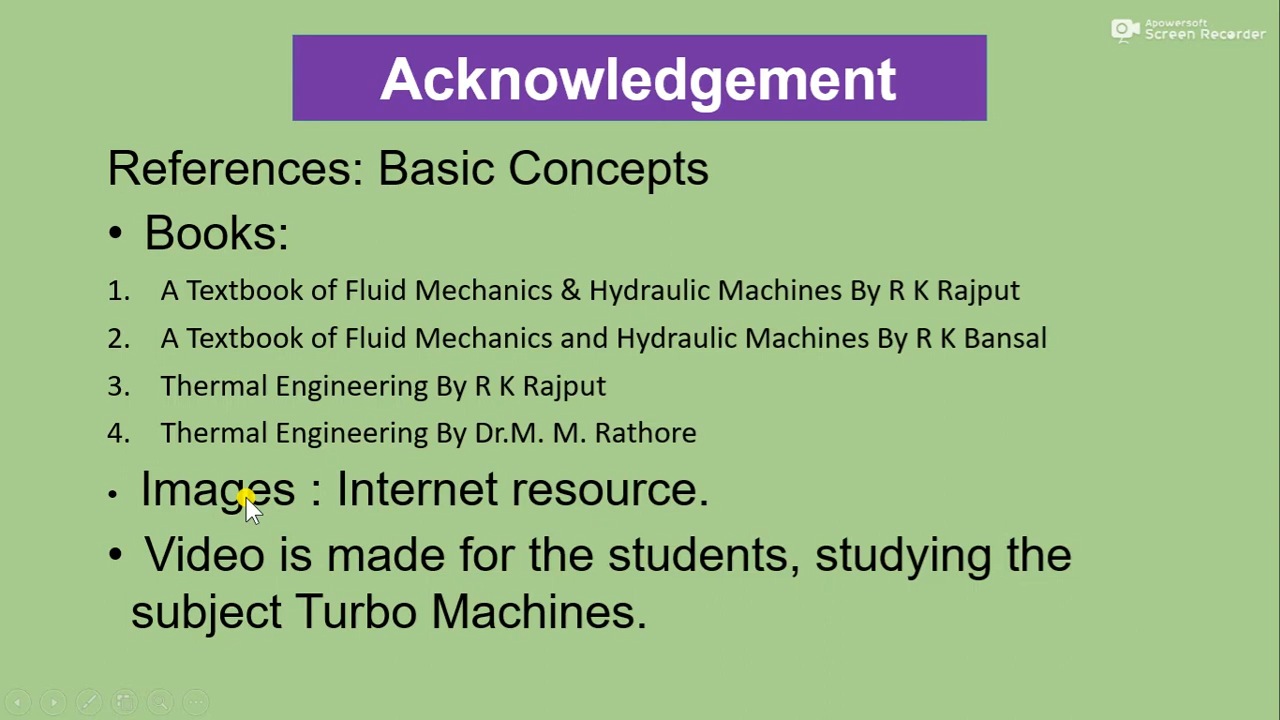 Apowersoft
Screen Recorder
Acknowledgement
References: Basic Concepts
• Books:
1. A Textbook of Fluid Mechanics & Hydraulic Machines By R K Rajput
2. A Textbook of Fluid Mechanics and Hydraulic Machines By R K Bansal
3. Thermal Engineering By R K Rajput
4. Thermal Engineering By Dr.M. M. Rathore
• Images : Internet resource.
• Video is made for the students, studying the
subject Turbo Machines.